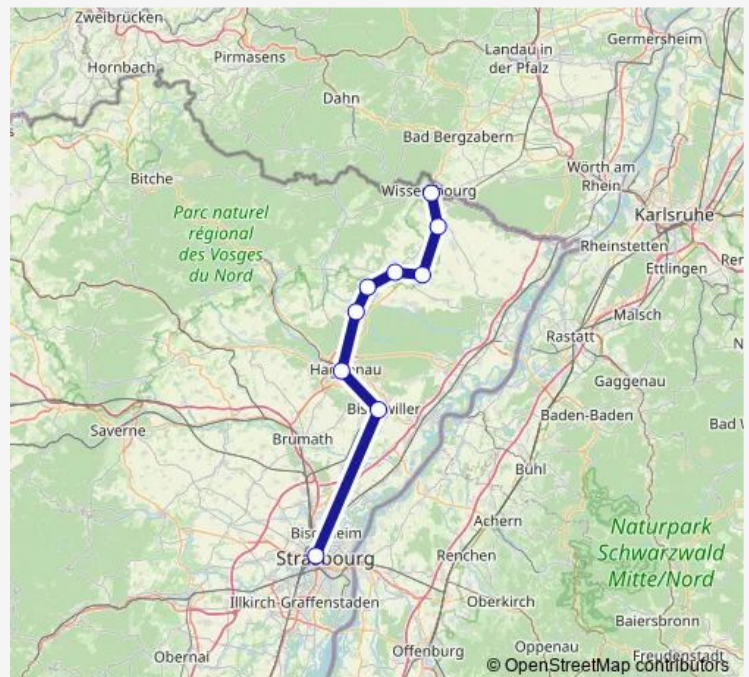 Zweibrücken
Germersheim
Landau in
der Pfalz
Pirmasens
Hornbach
Dahn
Bad Bergzabern
Wörth am
Rhein
Bitche
Karlsruhe
Parc naturel
régional
des Vosges
du Nord
Rheinstetten
Ettlingen
Malsch
Rastatt
Gaggenau
Baden-Baden
Saverne
Brumath
Bühl
Achern
Naturpark
Schwarzwald
Mitte/Nord
Renchen
Illkirch-Graffenstaden
Oberkirch
Baiersbronn
Obernai
Offenburg
Oppenau
Freudenstadt
© OpenStreetMap contributors